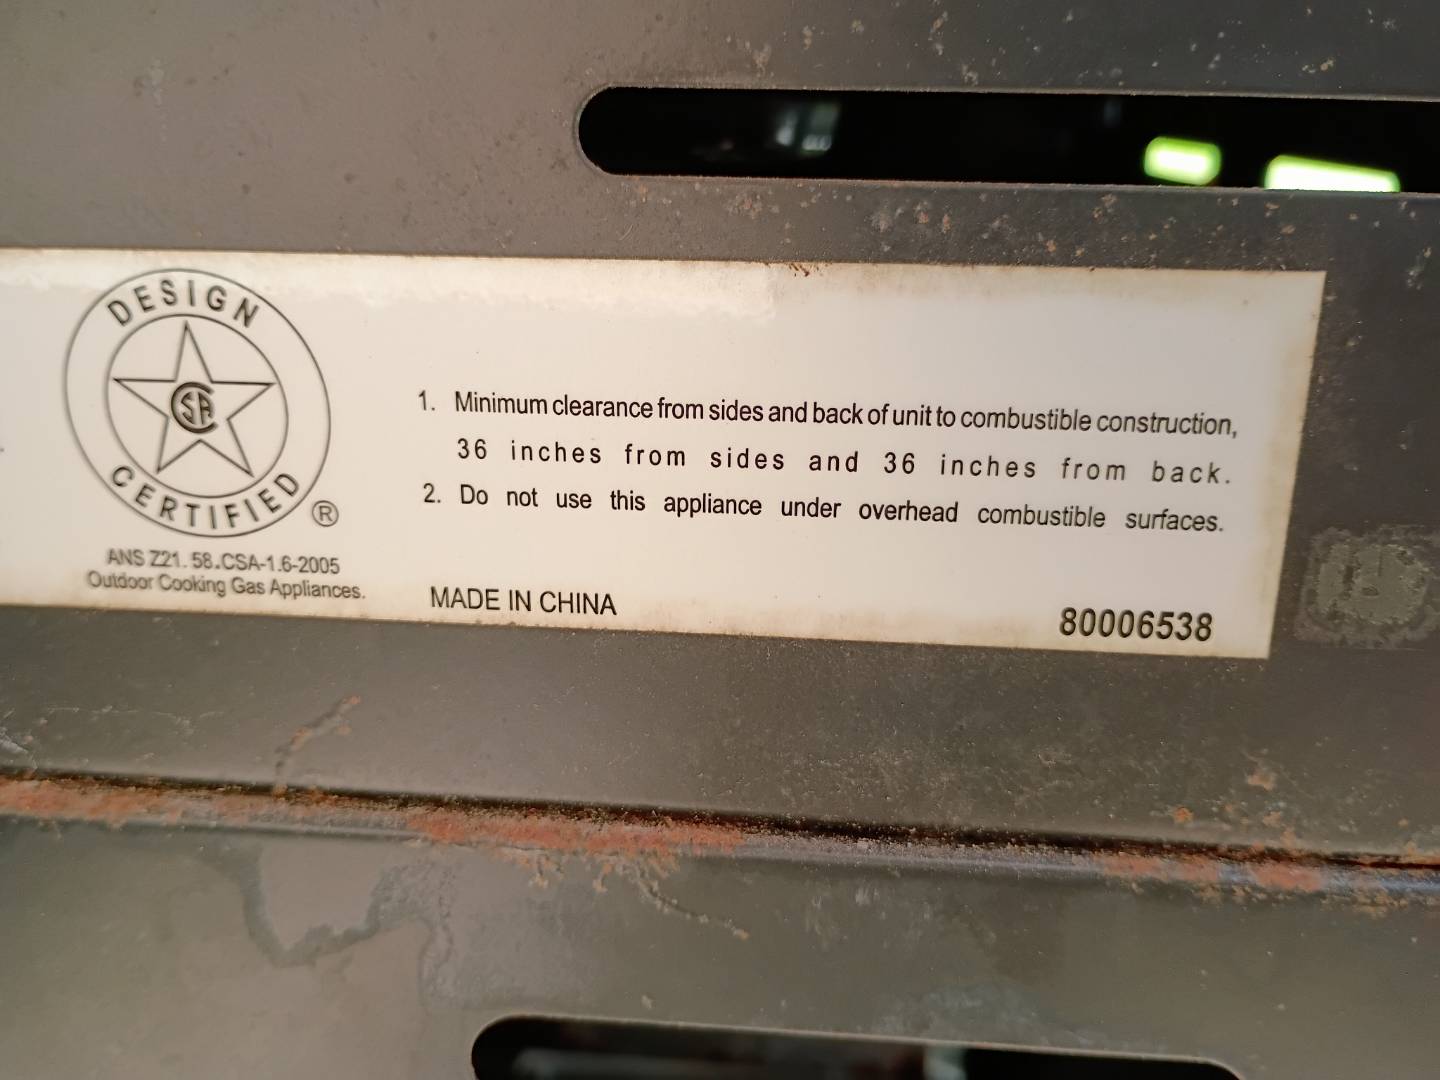 DESIGN
CSA
CERTIFIED
®
ANS Z21.58.CSA-1.6-2005
Outdoor Cooking Gas Appliances.
1. Minimum clearance from sides and back of unit to combustible construction,
36 inches from sides and 36 inches from back.
2. Do not use this appliance under overhead combustible surfaces.
MADE IN CHINA
80006538